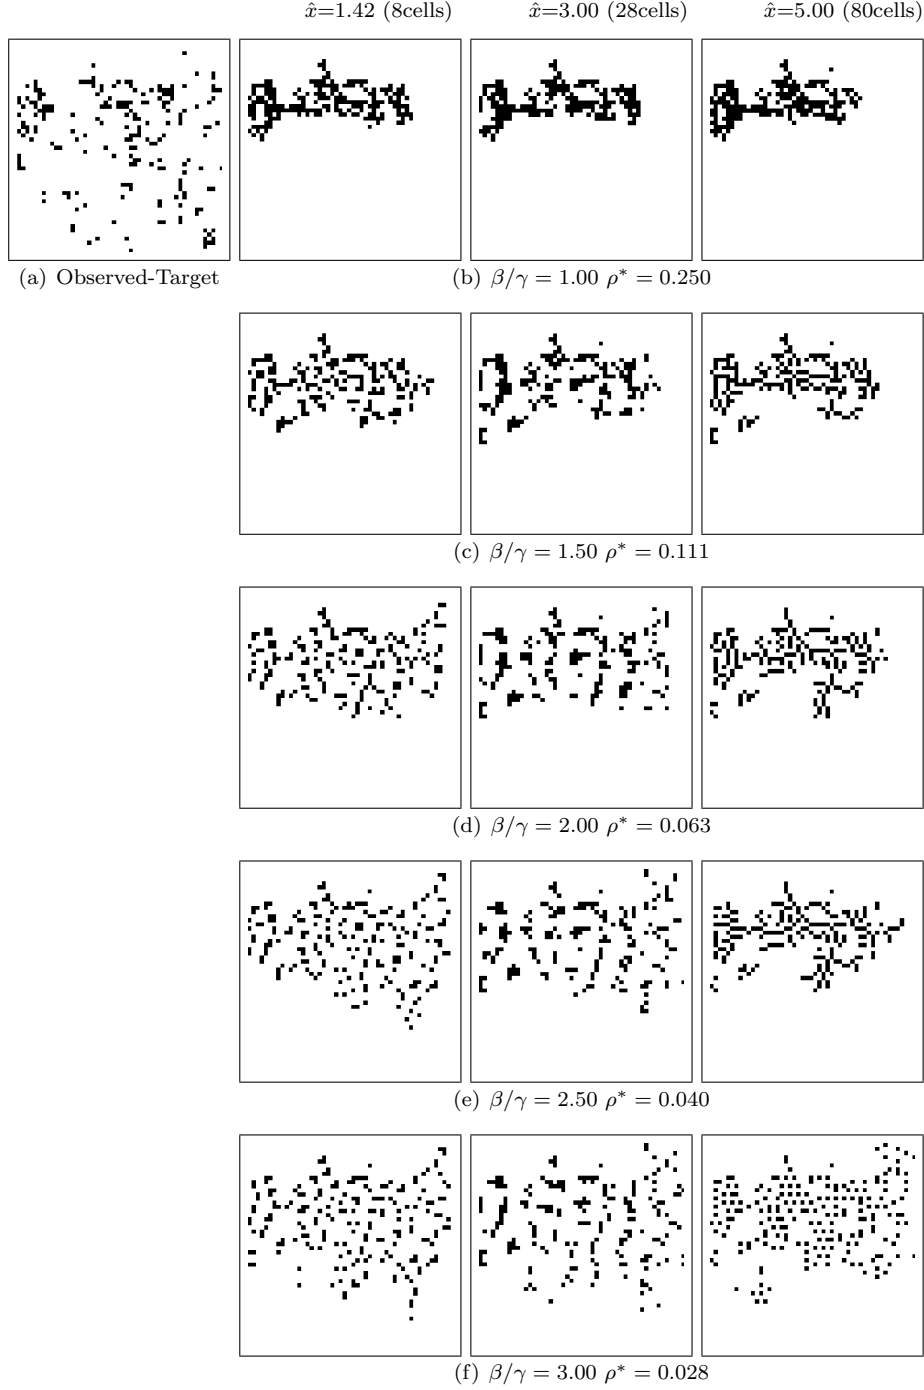 x̂=1.42 (8cells) x̂=3.00 (28cells) x̂=5.00 (80cells)
(a) Observed-Target (b) β/γ = 1.00 ρ* = 0.250
(c) β/γ = 1.50 ρ* = 0.111
(d) β/γ = 2.00 ρ* = 0.063
(e) β/γ = 2.50 ρ* = 0.040
(f) β/γ = 3.00 ρ* = 0.028